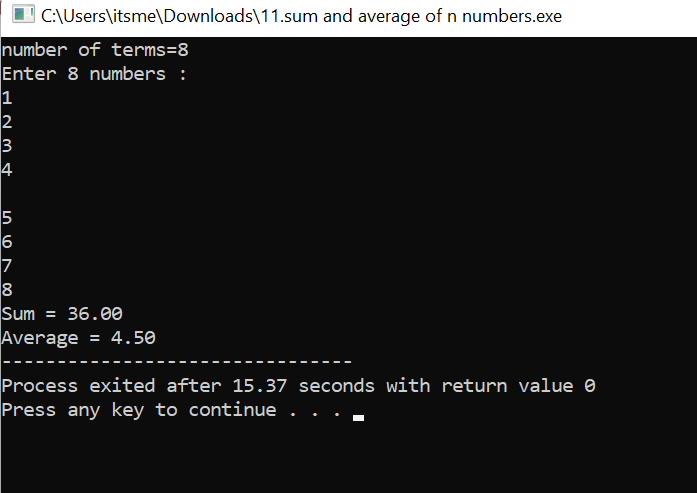 C:\Users\itsme\Downloads\11.sum and average of n numbers.exe
number of terms=8
Enter 8 numbers :
1
2
3
4
5
6
7
8
Sum = 36.00
Average = 4.50
--------------------------------
Process exited after 15.37 seconds with return value 0
Press any key to continue . . .